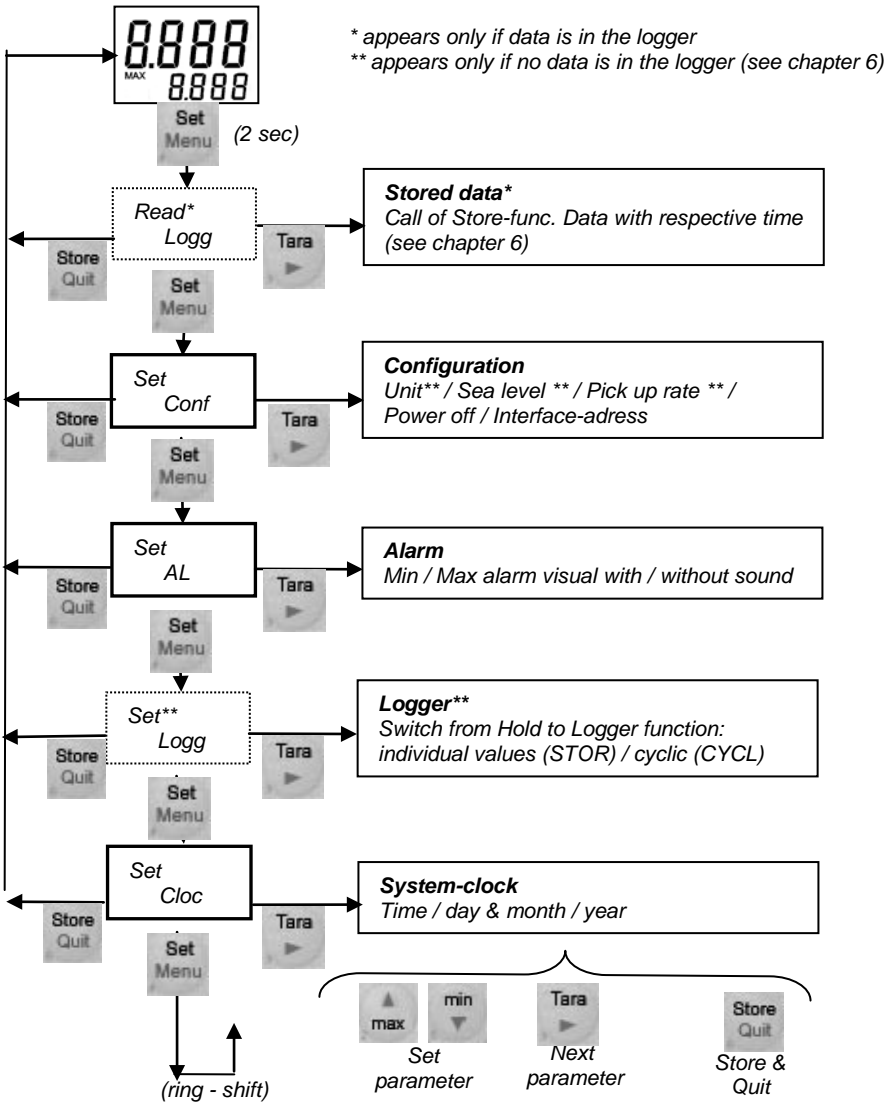 8.888
MAX
8.888
* appears only if data is in the logger
** appears only if no data is in the logger (see chapter 6)
Set
Menu
(2 sec)
Read*
Logg
Store
Quit
Tara
Stored data*
Call of Store-func. Data with respective time
(see chapter 6)
Set
Menu
Set
Conf
Store
Quit
Tara
Configuration
Unit** / Sea level ** / Pick up rate ** /
Power off / Interface-adress
Set
Menu
Set
AL
Store
Quit
Tara
Alarm
Min / Max alarm visual with / without sound
Set
Menu
Set**
Logg
Store
Quit
Tara
Logger**
Switch from Hold to Logger function:
individual values (STOR) / cyclic (CYCL)
Set
Menu
Set
Cloc
Store
Quit
Tara
System-clock
Time / day & month / year
Set
Menu
(ring - shift)
max
min
Set
parameter
Tara
Next
parameter
Store
Quit
Store &
Quit